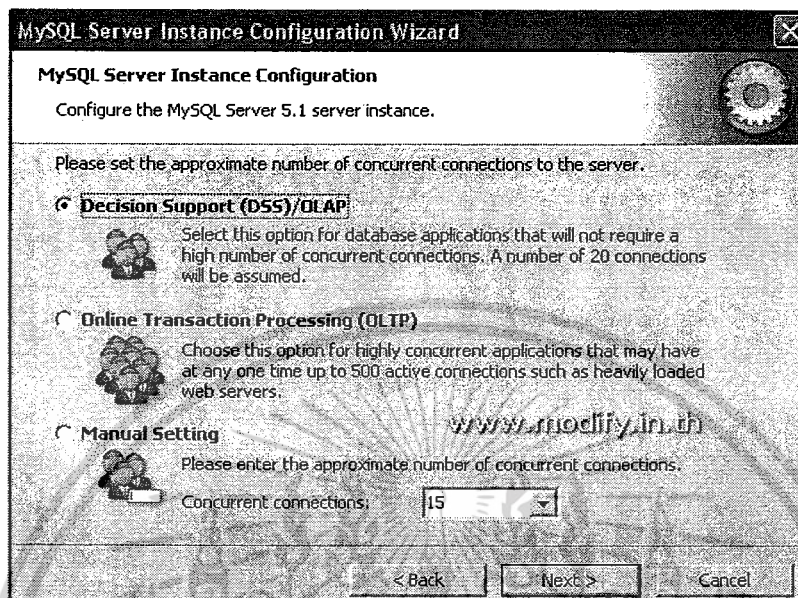 MySQL Server Instance Configuration Wizard
MySQL Server Instance Configuration
Configure the MySQL Server 5.1 server instance.
Please set the approximate number of concurrent connections to the server.
Decision Support (DSS)/OLAP
Select this option for database applications that will not require a
high number of concurrent connections. A number of 20 connections
will be assumed.
Online Transaction Processing (OLTP)
Choose this option for highly concurrent applications that may have
at any one time up to 500 active connections such as heavily loaded
web servers.
www.modify.in.th
Manual Setting
Please enter the approximate number of concurrent connections.
Concurrent connections: 15
< Back Next > Cancel